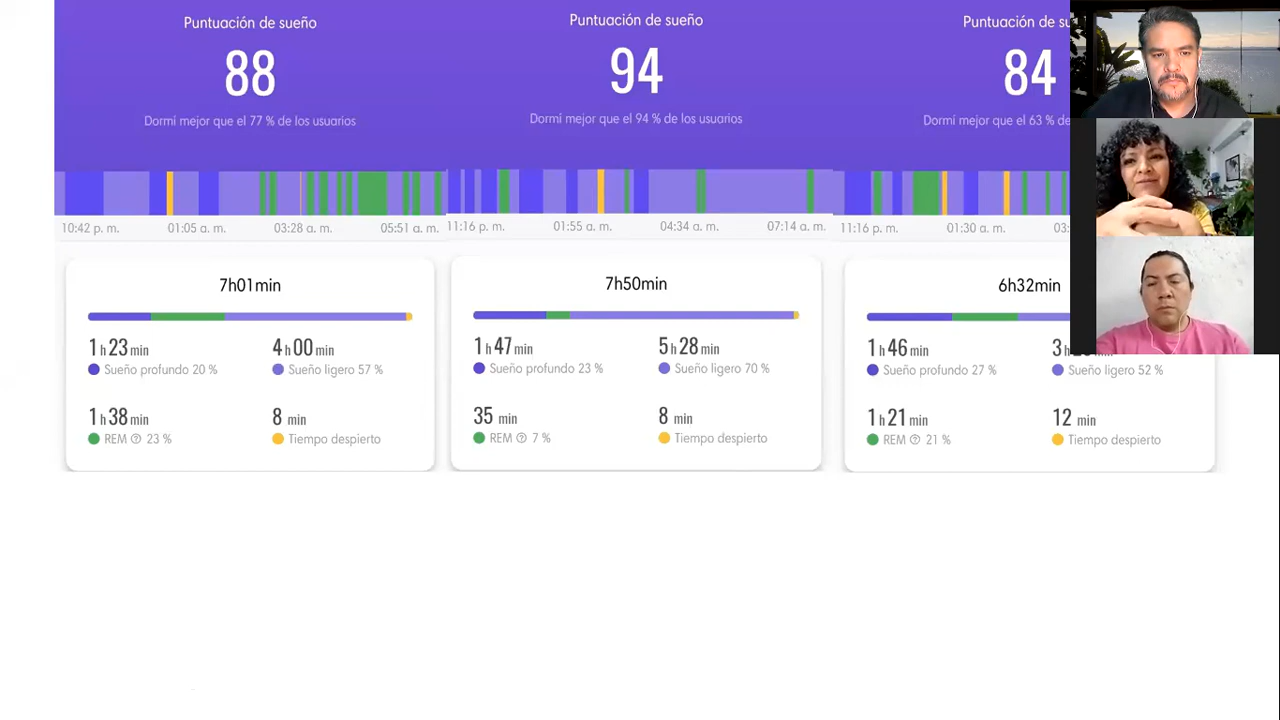 Puntuación de sueño
88
Dormí mejor que el 77 % de los usuarios
10:42 p. m. 01:05 a. m. 03:28 a. m. 05:51 a. m.
7h01min
1 h 23 min
Sueño profundo 20 %
4 h 00 min
Sueño ligero 57 %
1 h 38 min
REM ? 23 %
8 min
Tiempo despierto
Puntuación de sueño
94
Dormí mejor que el 94 % de los usuarios
11:16 p. m. 01:55 a. m. 04:34 a. m. 07:14 a. m.
7h50min
1 h 47 min
Sueño profundo 23 %
5 h 28 min
Sueño ligero 70 %
35 min
REM ? 7 %
8 min
Tiempo despierto
Puntuación de
84
Dormí mejor que el 63 % de
11:16 p. m. 01:30 a. m.
6h32min
1 h 46 min
Sueño profundo 27 %
3 h
Sueño ligero 52 %
1 h 21 min
REM ? 21 %
12 min
Tiempo despierto